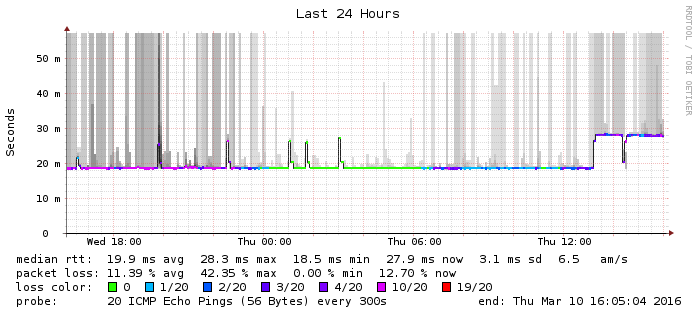 Last 24 Hours
RRDTOOL / TOBI OETIKER
Seconds
50 m
40 m
30 m
20 m
10 m
0
Wed 18:00 Thu 00:00 Thu 06:00 Thu 12:00
median rtt: 19.9 ms avg 28.3 ms max 18.5 ms min 27.9 ms now 3.1 ms sd 6.5 am/s
packet loss: 11.39 % avg 42.35 % max 0.00 % min 12.70 % now
loss color: 0 1/20 2/20 3/20 4/20 10/20 19/20
probe: 20 ICMP Echo Pings (56 Bytes) every 300s end: Thu Mar 10 16:05:04 2016